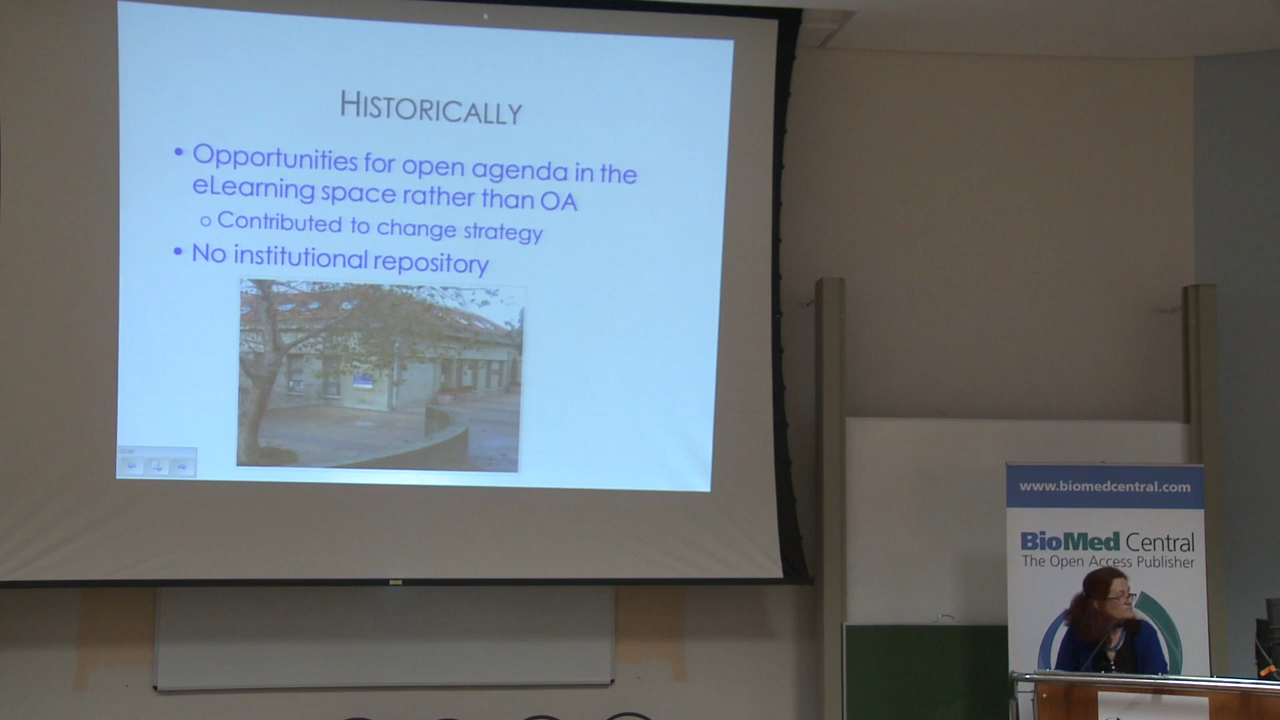 HISTORICALLY
• Opportunities for open agenda in the
eLearning space rather than OA
o Contributed to change strategy
• No institutional repository
www.biomedcentral.com
BioMed Central
The Open Access Publisher